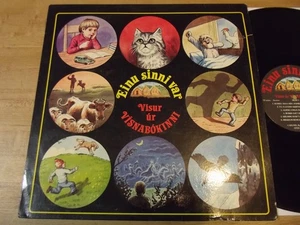 Einu sinni var
Vísur
úr
VÍSNABÓKINNI
Einu sinni var